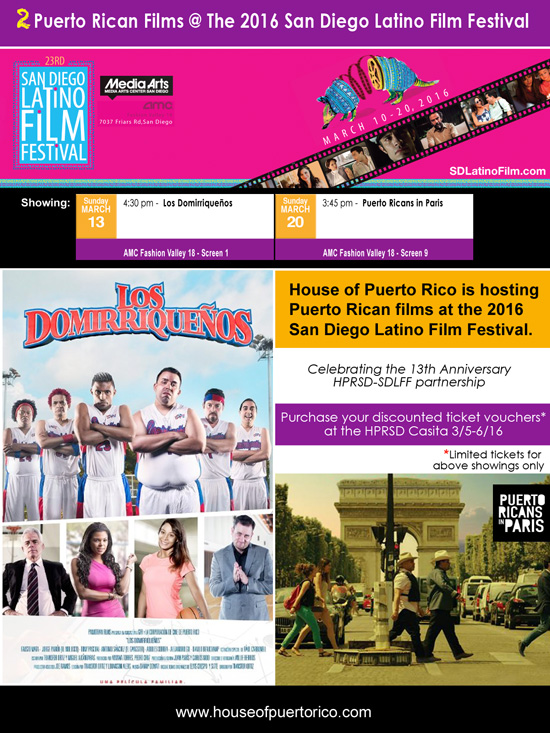 2 Puerto Rican Films @ The 2016 San Diego Latino Film Festival
23RD
SAN DIEGO
LATINO
FILM
FESTIVAL
Media Arts
MEDIA ARTS CENTER SAN DIEGO
amc
7037 Friars Rd,San Diego
MARCH 10-20, 2016
SDLatinoFilm.com
Showing:
Sunday
MARCH
13
4:30 pm - Los Domirriqueños
AMC Fashion Valley 18 - Screen 1
Sunday
MARCH
20
3:45 pm - Puerto Ricans in Paris
AMC Fashion Valley 18 - Screen 9
LOS
DOMIRRIQUEÑOS
UNA PELÍCULA FAMILIAR
House of Puerto Rico is hosting
Puerto Rican films at the 2016
San Diego Latino Film Festival.
Celebrating the 13th Anniversary
HPRSD-SDLFF partnership
Purchase your discounted ticket vouchers*
at the HPRSD Casita 3/5-6/16
*Limited tickets for
above showings only
PUERTO
RICANS
IN PARIS
www.houseofpuertorico.com